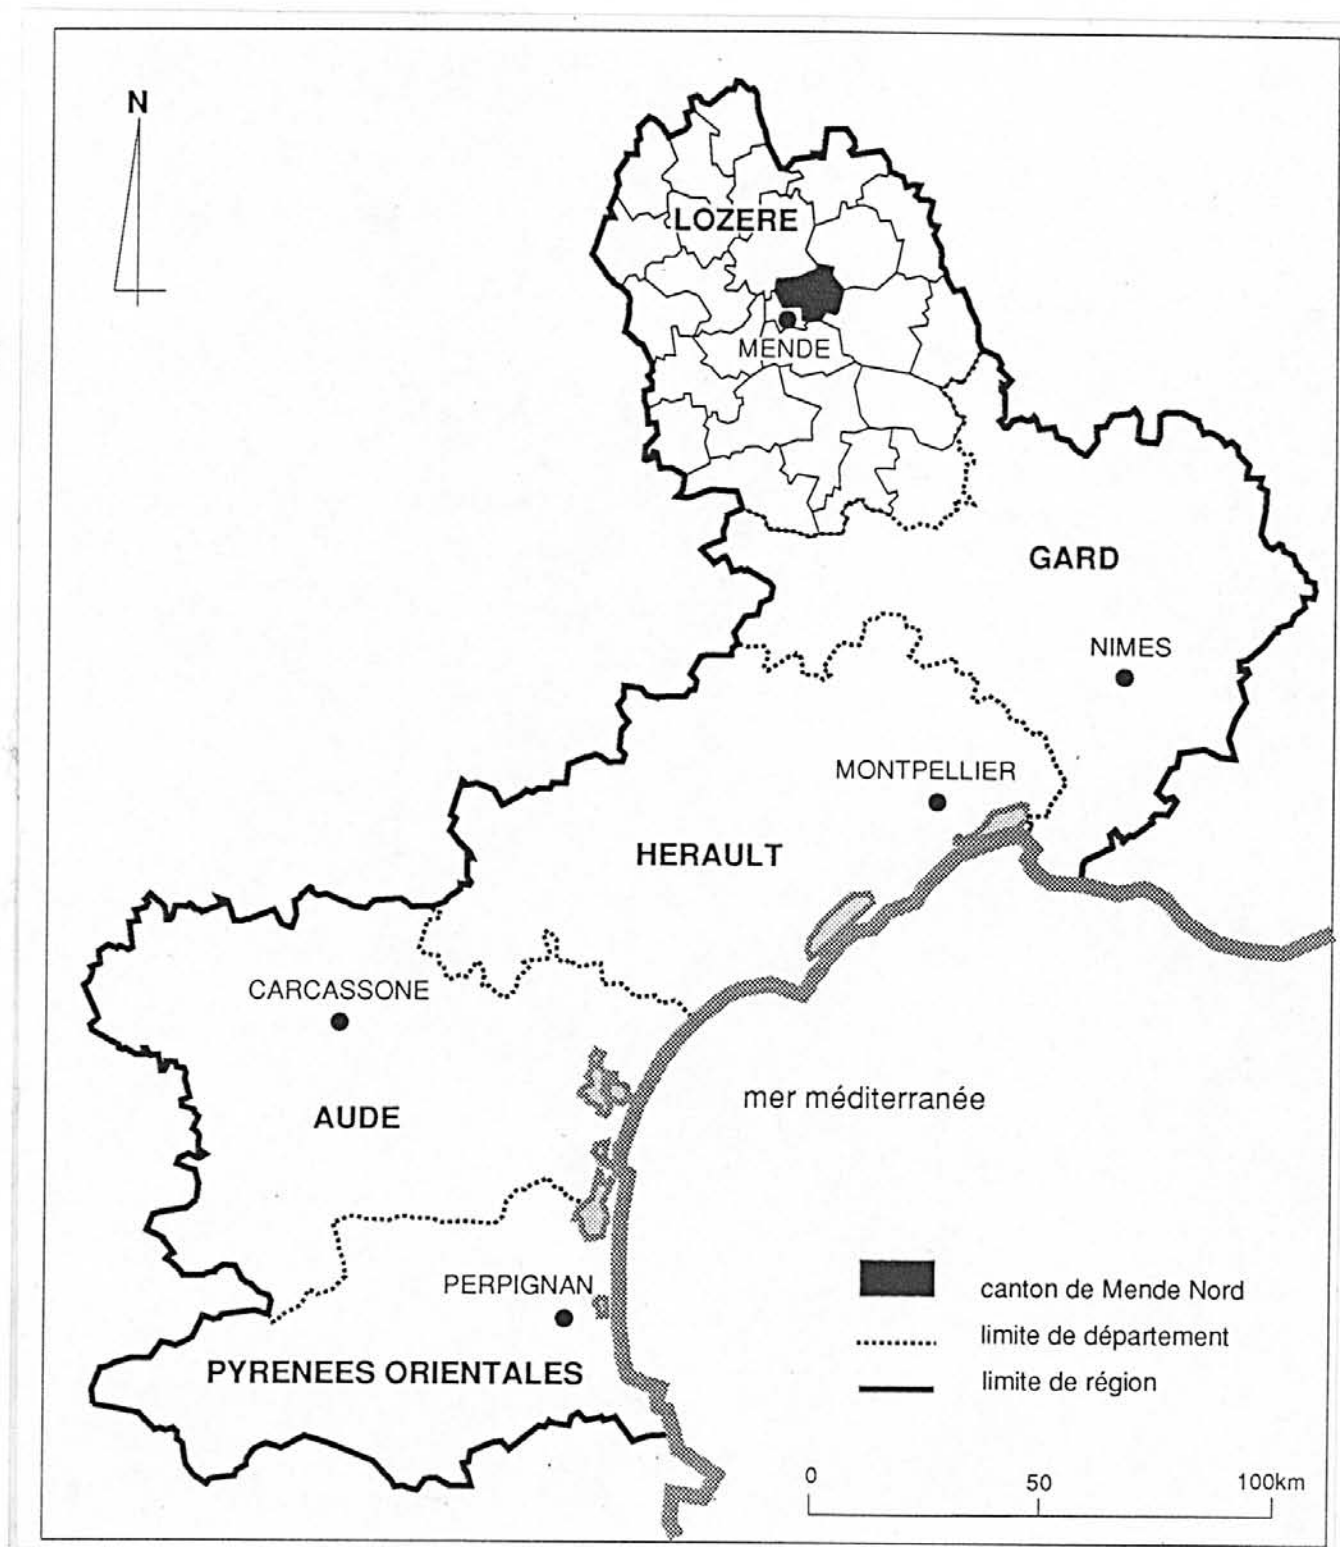 N
LOZERE
MENDE
GARD
NIMES
MONTPELLIER
HERAULT
CARCASSONE
AUDE
mer méditerranée
PERPIGNAN
PYRENEES ORIENTALES
canton de Mende Nord
limite de département
limite de région
0 50 100km